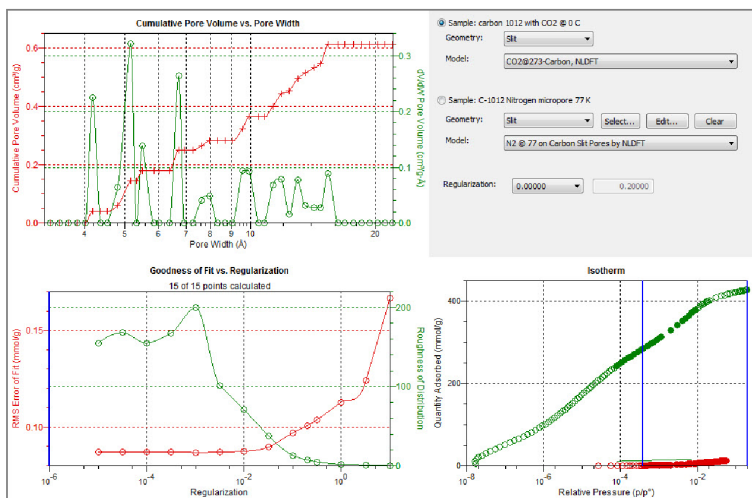 Cumulative Pore Volume vs. Pore Width
Cumulative Pore Volume (cm³/g)
0.6
0.4
0.2
0.0
4
5
6
7
8
9
10
20
Pore Width (Å)
0.3
0.2
0.1
0.0
dV/dW Pore Volume (cm³/g·Å)
Sample: carbon 1012 with CO2 @ 0 C
Geometry:
Slit
Model:
CO2@273-Carbon, NLDFT
Sample: C-1012 Nitrogen micropore 77 K
Geometry:
Slit
Select...
Edit...
Clear
Model:
N2 @ 77 on Carbon Slit Pores by NLDFT
Regularization:
0.00000
0.20000
Goodness of Fit vs. Regularization
15 of 15 points calculated
RMS Error of Fit (mmol/g)
0.15
0.10
10-6
10-4
10-2
100
Regularization
200
100
0
Roughness of Distribution
Isotherm
Quantity Adsorbed (mmol/g)
400
200
0
10-8
10-6
10-4
10-2
Relative Pressure (p/p°)